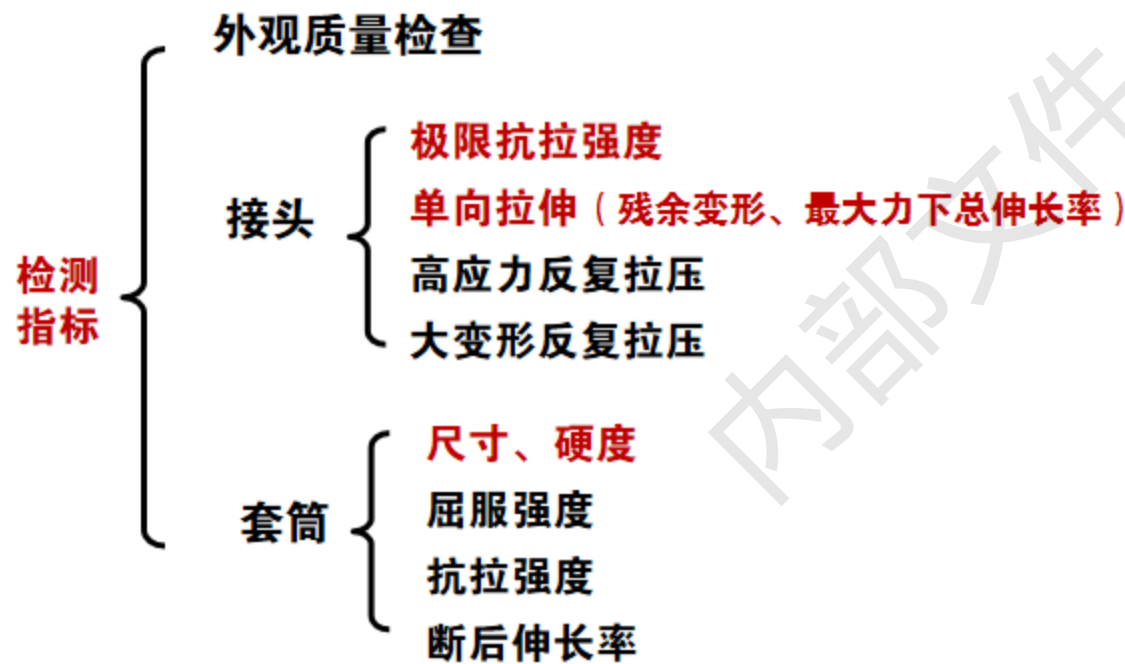 外观质量检查
极限抗拉强度
单向拉伸（残余变形、最大力下总伸长率）
接头
高应力反复拉压
大变形反复拉压
检测
指标
尺寸、硬度
屈服强度
套筒
抗拉强度
断后伸长率
内部文件